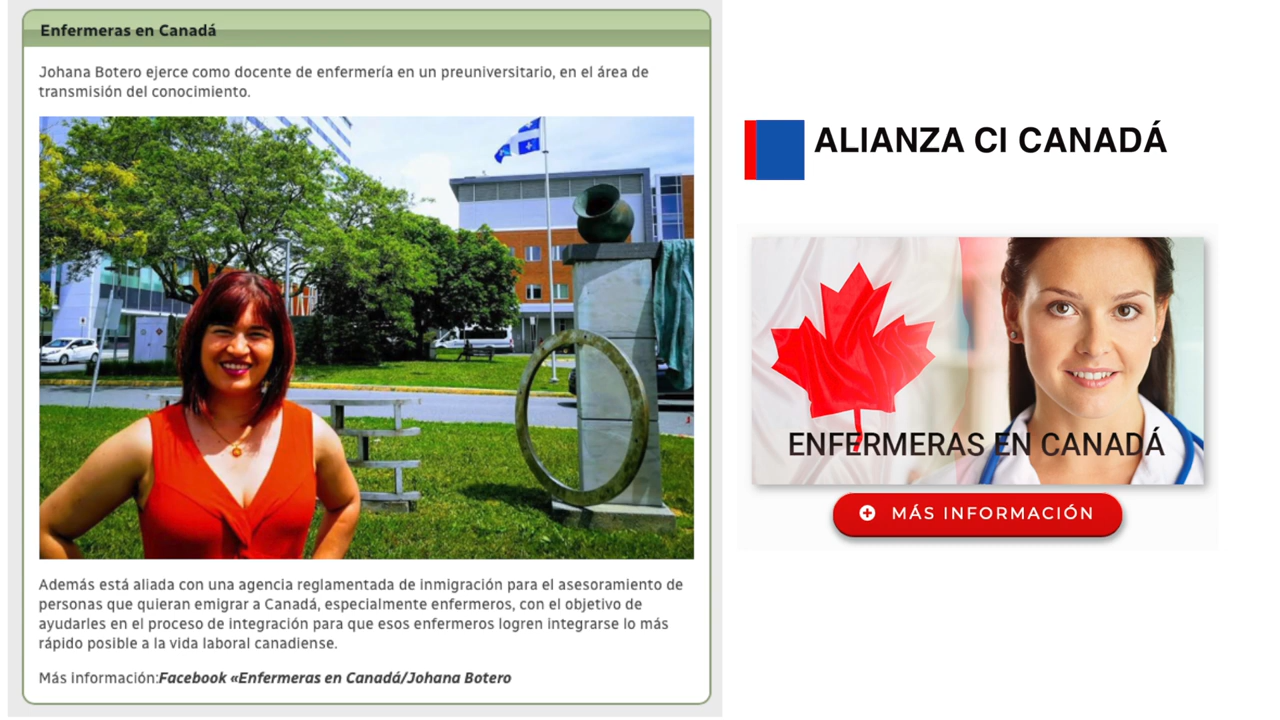 Enfermeras en Canadá
Johana Botero ejerce como docente de enfermería en un preuniversitario, en el área de
transmisión del conocimiento.
Además está aliada con una agencia reglamentada de inmigración para el asesoramiento de
personas que quieran emigrar a Canadá, especialmente enfermeros, con el objetivo de
ayudarles en el proceso de integración para que esos enfermeros logren integrarse lo más
rápido posible a la vida laboral canadiense.
Más información:Facebook «Enfermeras en Canadá/Johana Botero
ALIANZA CI CANADÁ
ENFERMERAS EN CANADÁ
MÁS INFORMACIÓN